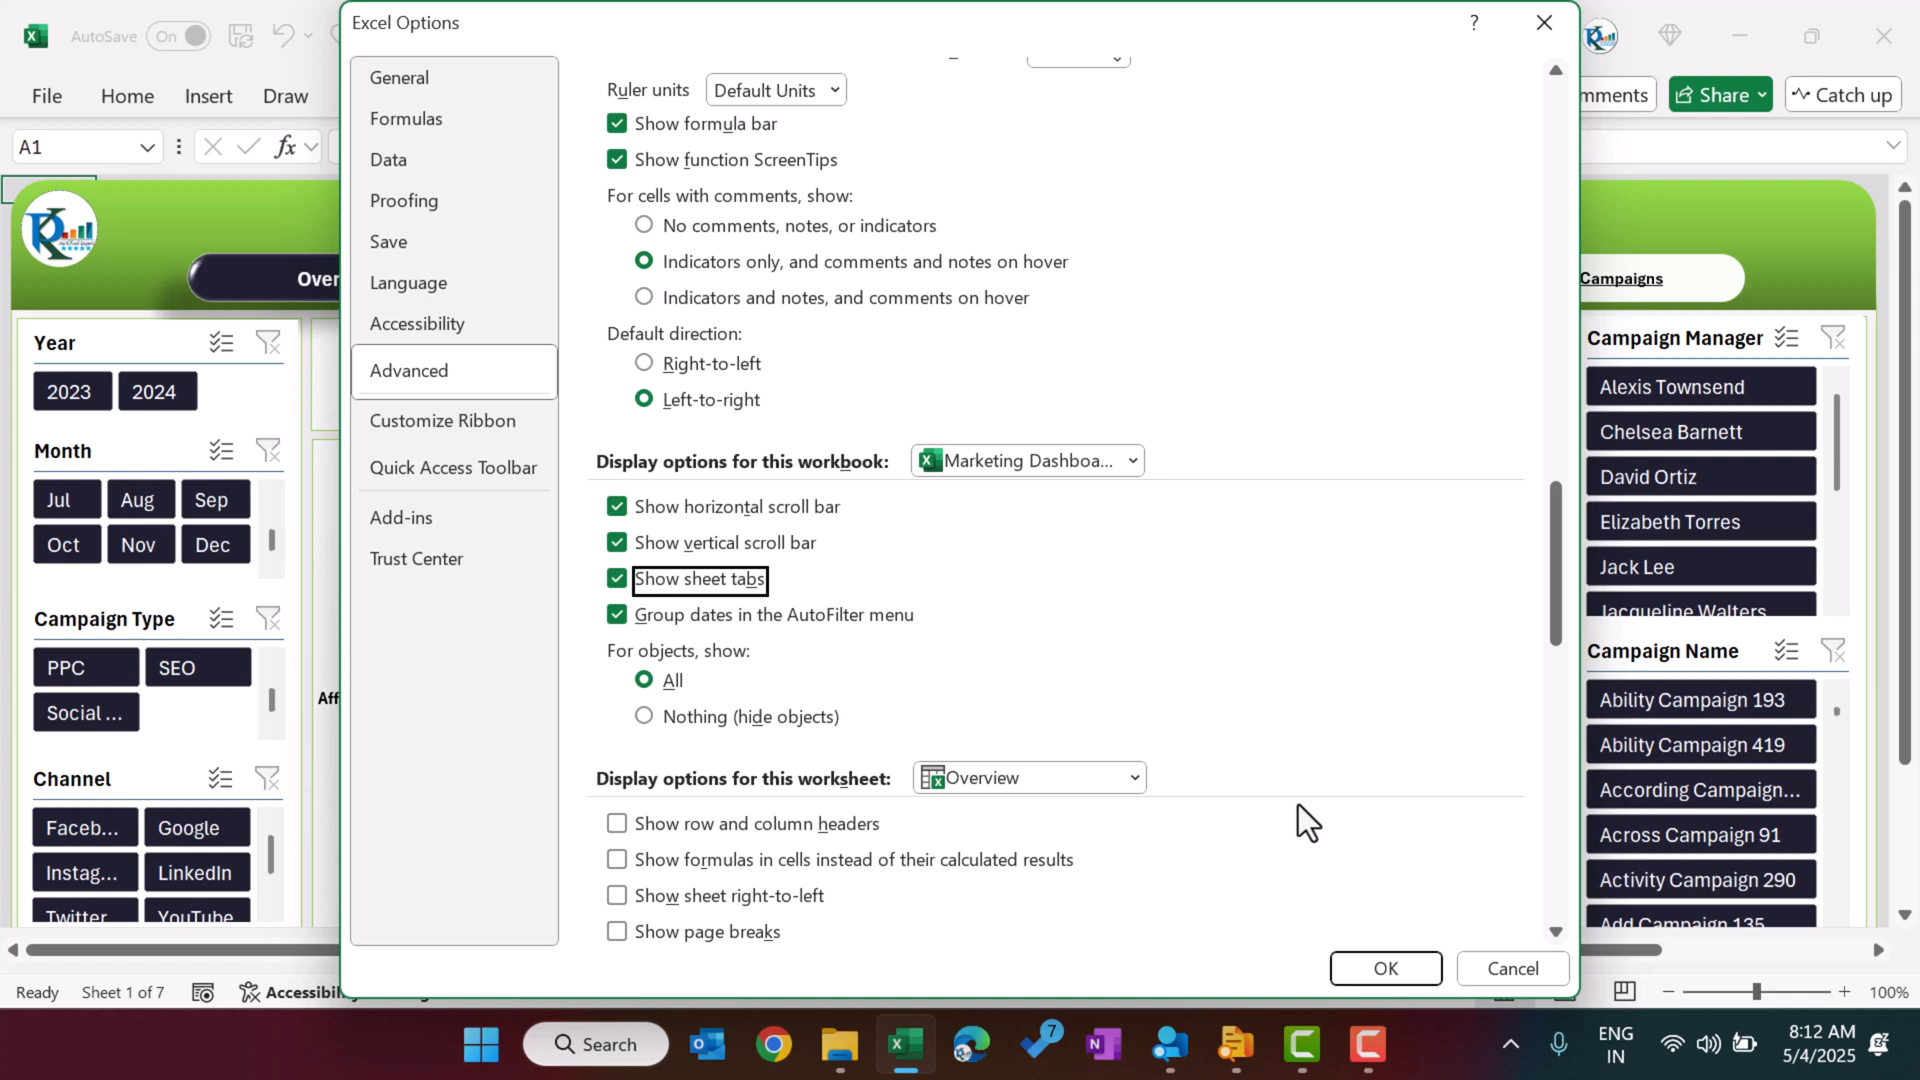 Excel Options
AutoSave On
File Home Insert Draw
mments Share Catch up
A1
fx
Over
Campaigns
Year
2023 2024
Month
Jul Aug Sep
Oct Nov Dec
Campaign Type
PPC SEO
Social ...
Channel
Faceb... Google
Instag... LinkedIn
Twitter YouTube
Aff
General
Formulas
Data
Proofing
Save
Language
Accessibility
Advanced
Customize Ribbon
Quick Access Toolbar
Add-ins
Trust Center
Ruler units Default Units
Show formula bar
Show function ScreenTips
For cells with comments, show:
No comments, notes, or indicators
Indicators only, and comments and notes on hover
Indicators and notes, and comments on hover
Default direction:
Right-to-left
Left-to-right
Display options for this workbook: Marketing Dashboa...
Show horizontal scroll bar
Show vertical scroll bar
Show sheet tabs
Group dates in the AutoFilter menu
For objects, show:
All
Nothing (hide objects)
Display options for this worksheet: Overview
Show row and column headers
Show formulas in cells instead of their calculated results
Show sheet right-to-left
Show page breaks
OK Cancel
Campaign Manager
Alexis Townsend
Chelsea Barnett
David Ortiz
Elizabeth Torres
Jack Lee
Jacqueline Walters
Campaign Name
Ability Campaign 193
Ability Campaign 419
According Campaign...
Across Campaign 91
Activity Campaign 290
Add Campaign 135
Ready Sheet 1 of 7 Accessibil
100%
Search
7
ENG
IN
8:12 AM
5/4/2025